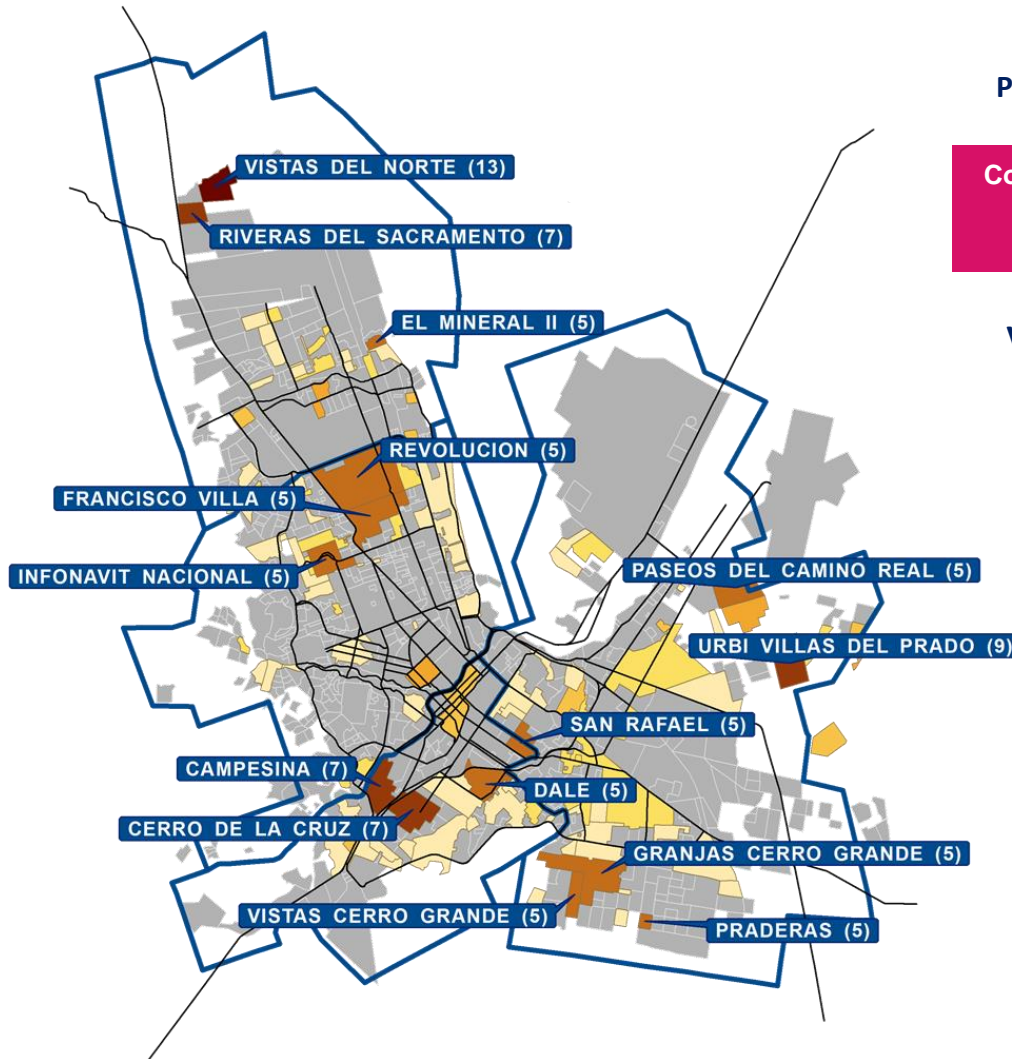 P
VISTAS DEL NORTE (13)
Co
RIVERAS DEL SACRAMENTO (7)
EL MINERAL II (5)
REVOLUCION (5)
FRANCISCO VILLA (5)
INFONAVIT NACIONAL (5)
PASEOS DEL CAMINO REAL (5)
URBI VILLAS DEL PRADO (9)
SAN RAFAEL (5)
CAMPESINA (7)
DALE (5)
CERRO DE LA CRUZ (7)
GRANJAS CERRO GRANDE (5)
VISTAS CERRO GRANDE (5)
PRADERAS (5)